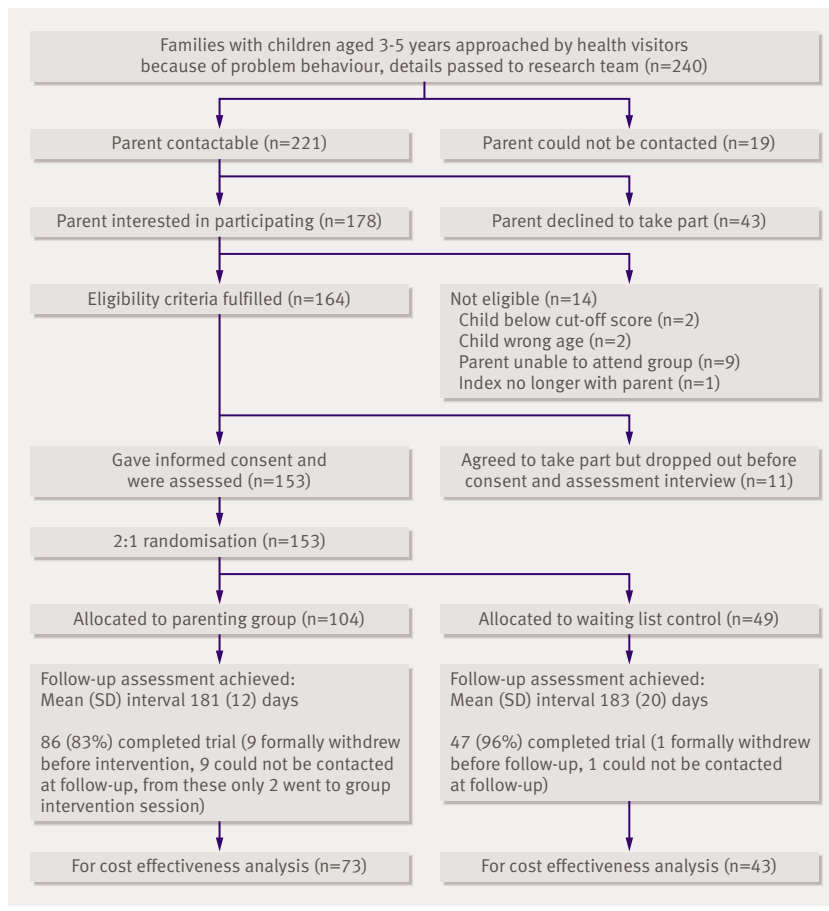 Families with children aged 3-5 years approached by health visitors
because of problem behaviour, details passed to research team (n=240)
Parent contactable (n=221)
Parent could not be contacted (n=19)
Parent interested in participating (n=178)
Parent declined to take part (n=43)
Eligibility criteria fulfilled (n=164)
Not eligible (n=14)
Child below cut-off score (n=2)
Child wrong age (n=2)
Parent unable to attend group (n=9)
Index no longer with parent (n=1)
Gave informed consent and
were assessed (n=153)
Agreed to take part but dropped out before
consent and assessment interview (n=11)
2:1 randomisation (n=153)
Allocated to parenting group (n=104)
Allocated to waiting list control (n=49)
Follow-up assessment achieved:
Mean (SD) interval 181 (12) days
86 (83%) completed trial (9 formally withdrew
before intervention, 9 could not be contacted
at follow-up, from these only 2 went to group
intervention session)
Follow-up assessment achieved:
Mean (SD) interval 183 (20) days
47 (96%) completed trial (1 formally withdrew
before follow-up, 1 could not be contacted
at follow-up)
For cost effectiveness analysis (n=73)
For cost effectiveness analysis (n=43)